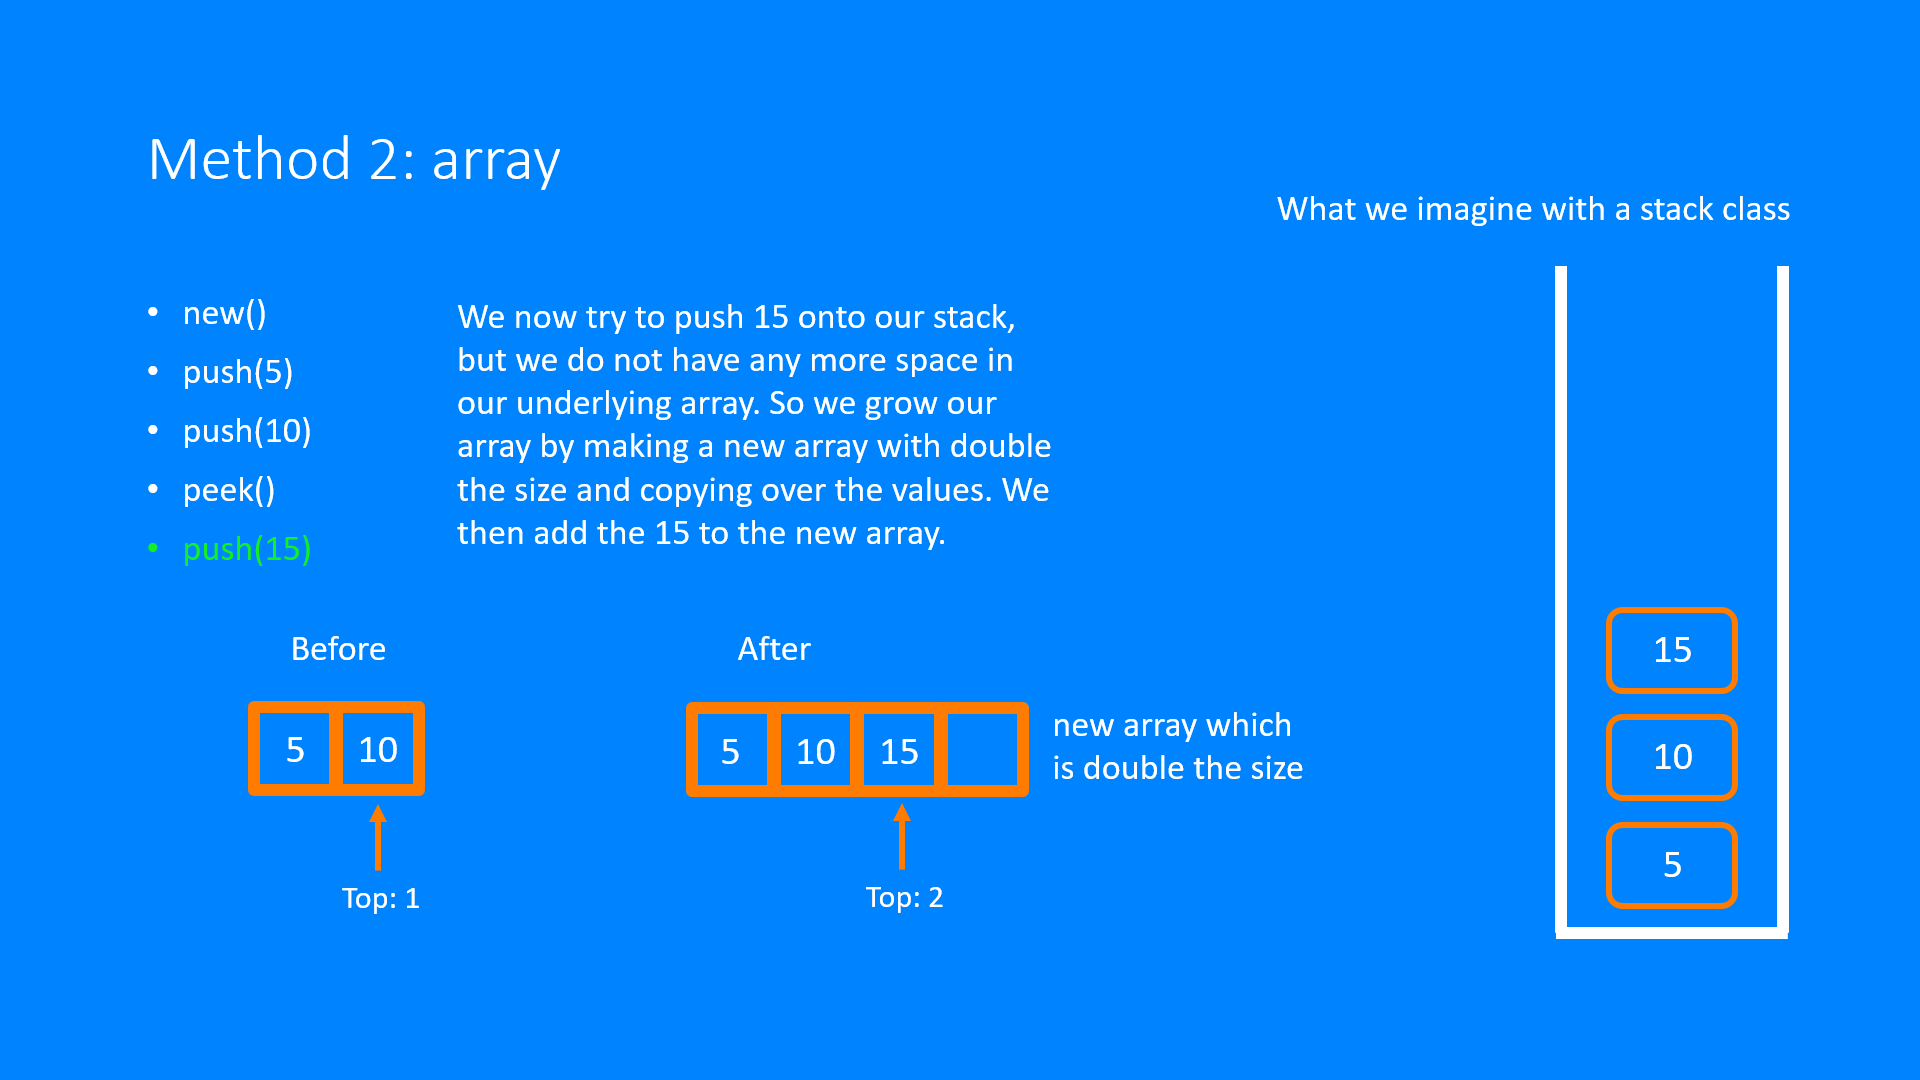 Method 2: array
What we imagine with a stack class
• new()
• push(5)
• push(10)
• peek()
• push(15)
We now try to push 15 onto our stack,
but we do not have any more space in
our underlying array. So we grow our
array by making a new array with double
the size and copying over the values. We
then add the 15 to the new array.
Before
5 10
Top: 1
After
5 10 15
Top: 2
new array which
is double the size
15
10
5